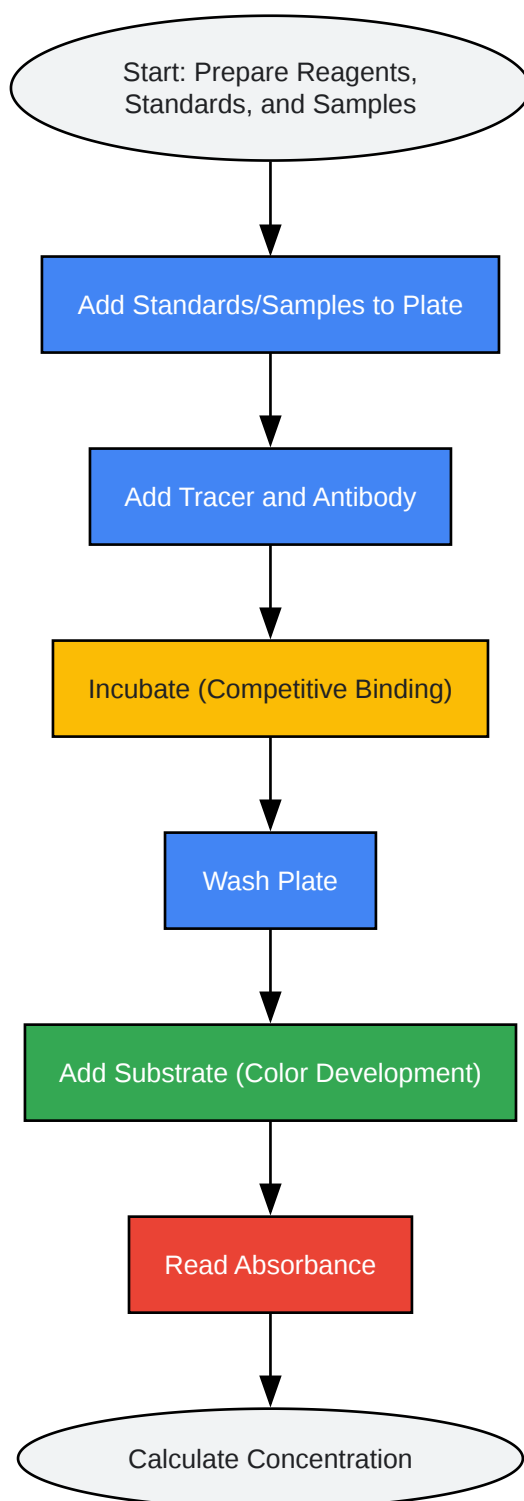 Start: Prepare Reagents,
Standards, and Samples
Add Standards/Samples to Plate
Add Tracer and Antibody
Incubate (Competitive Binding)
Wash Plate
Add Substrate (Color Development)
Read Absorbance
Calculate Concentration